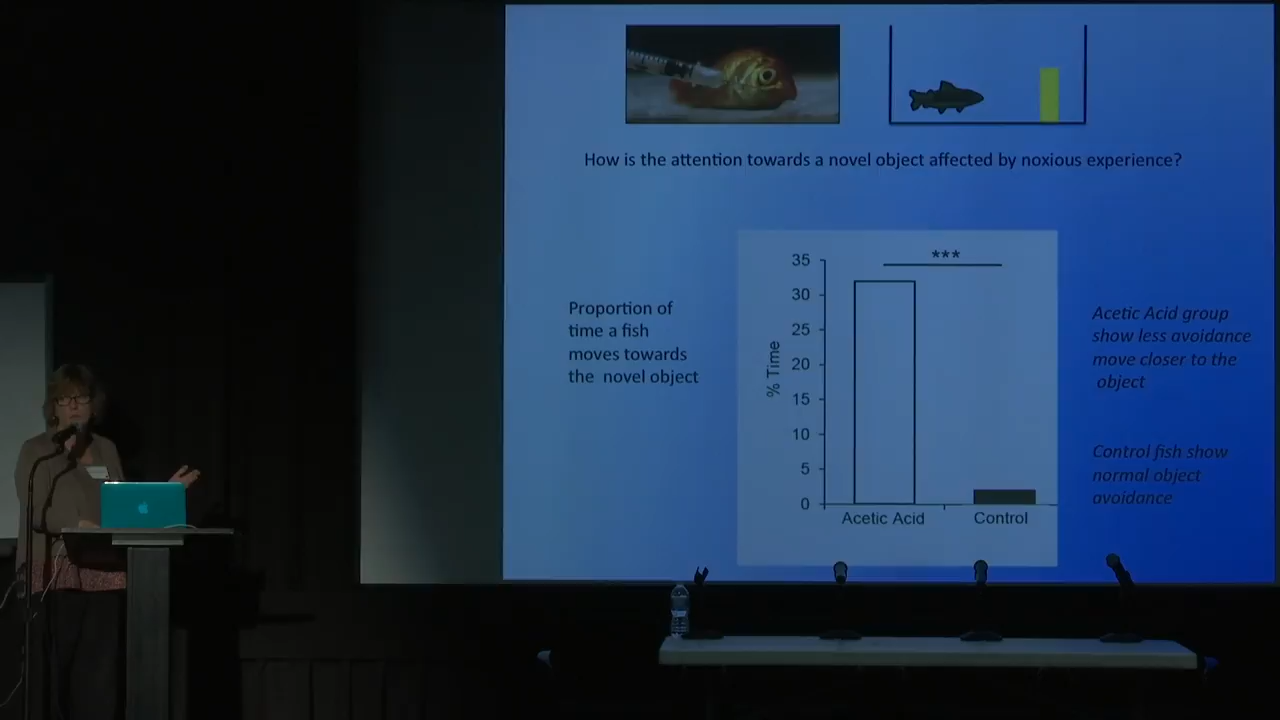 How is the attention towards a novel object affected by noxious experience?
Proportion of
time a fish
moves towards
the novel object
% Time
35
30
25
20
15
10
5
0
***
Acetic Acid
Control
Acetic Acid group
show less avoidance
move closer to the
object
Control fish show
normal object
avoidance